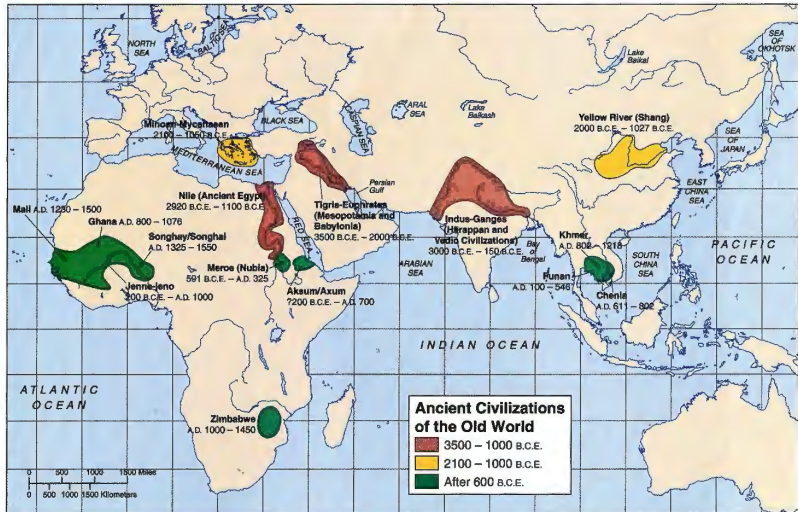 NORTH
SEA
BALTIC SEA
SEA
OF
OKHOTSK
Lake
Baikal
ARAL
SEA
Lake
Balkash
BLACK SEA
CASPIAN SEA
Minoan-Mycenaean
2100 - 1050 B.C.E.
MEDITERRANEAN SEA
Yellow River (Shang)
2000 B.C.E. - 1027 B.C.E.
SEA
OF
JAPAN
EAST
CHINA
SEA
Persian
Gulf
Nile (Ancient Egypt)
2920 B.C.E. - 1100 B.C.E.
Tigris-Euphrates
(Mesopotamia and
Babylonia)
3500 B.C.E. - 2000 B.C.E.
RED SEA
Indus-Ganges
(Harappan and
Vedic Civilizations)
3000 B.C.E. - 150 B.C.E.
Mali A.D. 1230 - 1500
Ghana A.D. 800 - 1076
Songhay/Songhai
A.D. 1325 - 1550
Jenne-jeno
200 B.C.E. - A.D. 1000
Meroe (Nubia)
591 B.C.E. - A.D. 325
Aksum/Axum
?200 B.C.E. - A.D. 700
ARABIAN
SEA
Bay
of
Bengal
Khmer
A.D. 802 - 1218
Funan
A.D. 100 - 546
Chenla
A.D. 611 - 802
SOUTH
CHINA
SEA
PACIFIC
OCEAN
INDIAN OCEAN
ATLANTIC
OCEAN
Zimbabwe
A.D. 1000 - 1450
Ancient Civilizations
of the Old World
3500 - 1000 B.C.E.
2100 - 1000 B.C.E.
After 600 B.C.E.
0 500 1000 1500 Miles
0 500 1000 1500 Kilometers